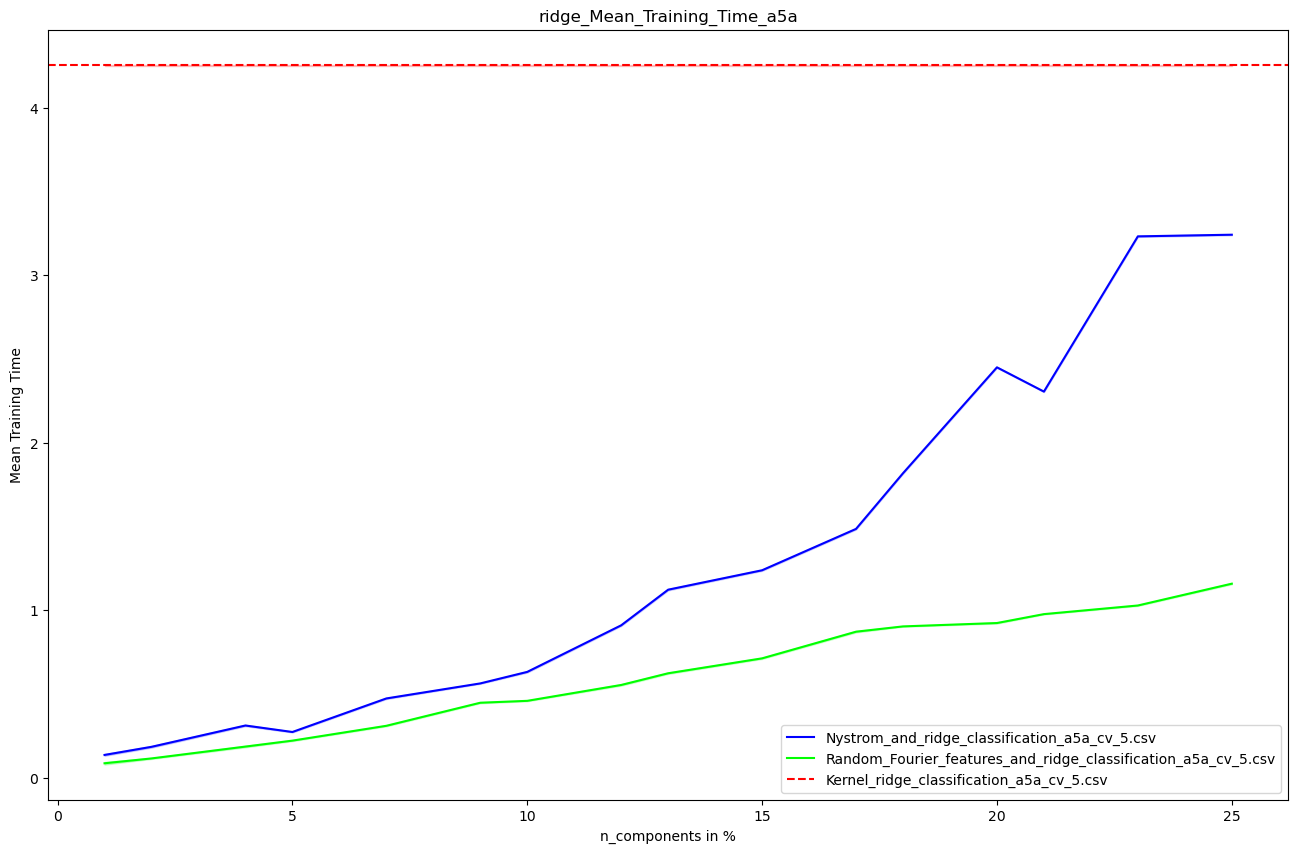 ridge_Mean_Training_Time_a5a
Mean Training Time
4
3
2
1
0
0 5 10 15 20 25
n_components in %
Nystrom_and_ridge_classification_a5a_cv_5.csv
Random_Fourier_features_and_ridge_classification_a5a_cv_5.csv
Kernel_ridge_classification_a5a_cv_5.csv